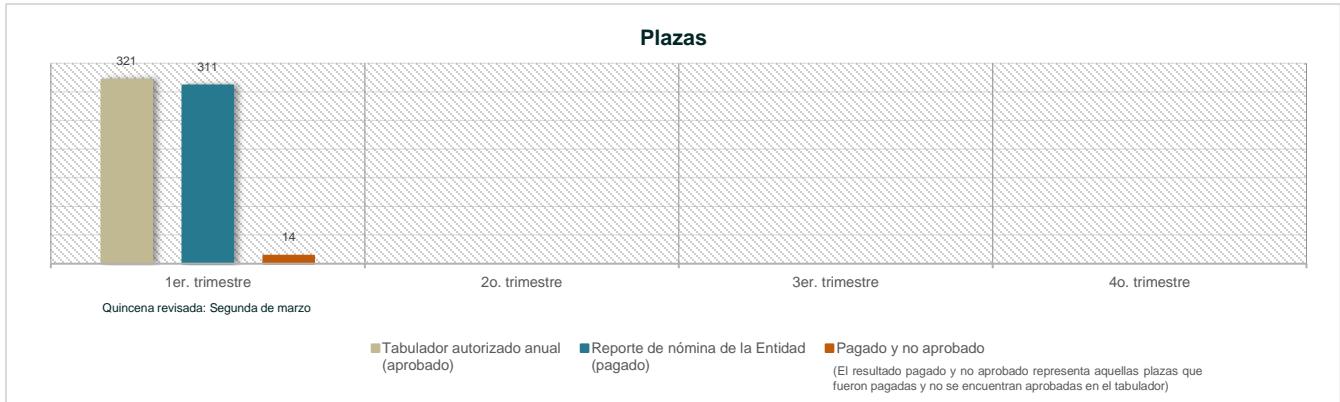 Plazas
321
311
14
1er. trimestre
2o. trimestre
3er. trimestre
4o. trimestre
Quincena revisada: Segunda de marzo
Tabulador autorizado anual
(aprobado)
Reporte de nómina de la Entidad
(pagado)
Pagado y no aprobado
(El resultado pagado y no aprobado representa aquellas plazas que
fueron pagadas y no se encuentran aprobadas en el tabulador)